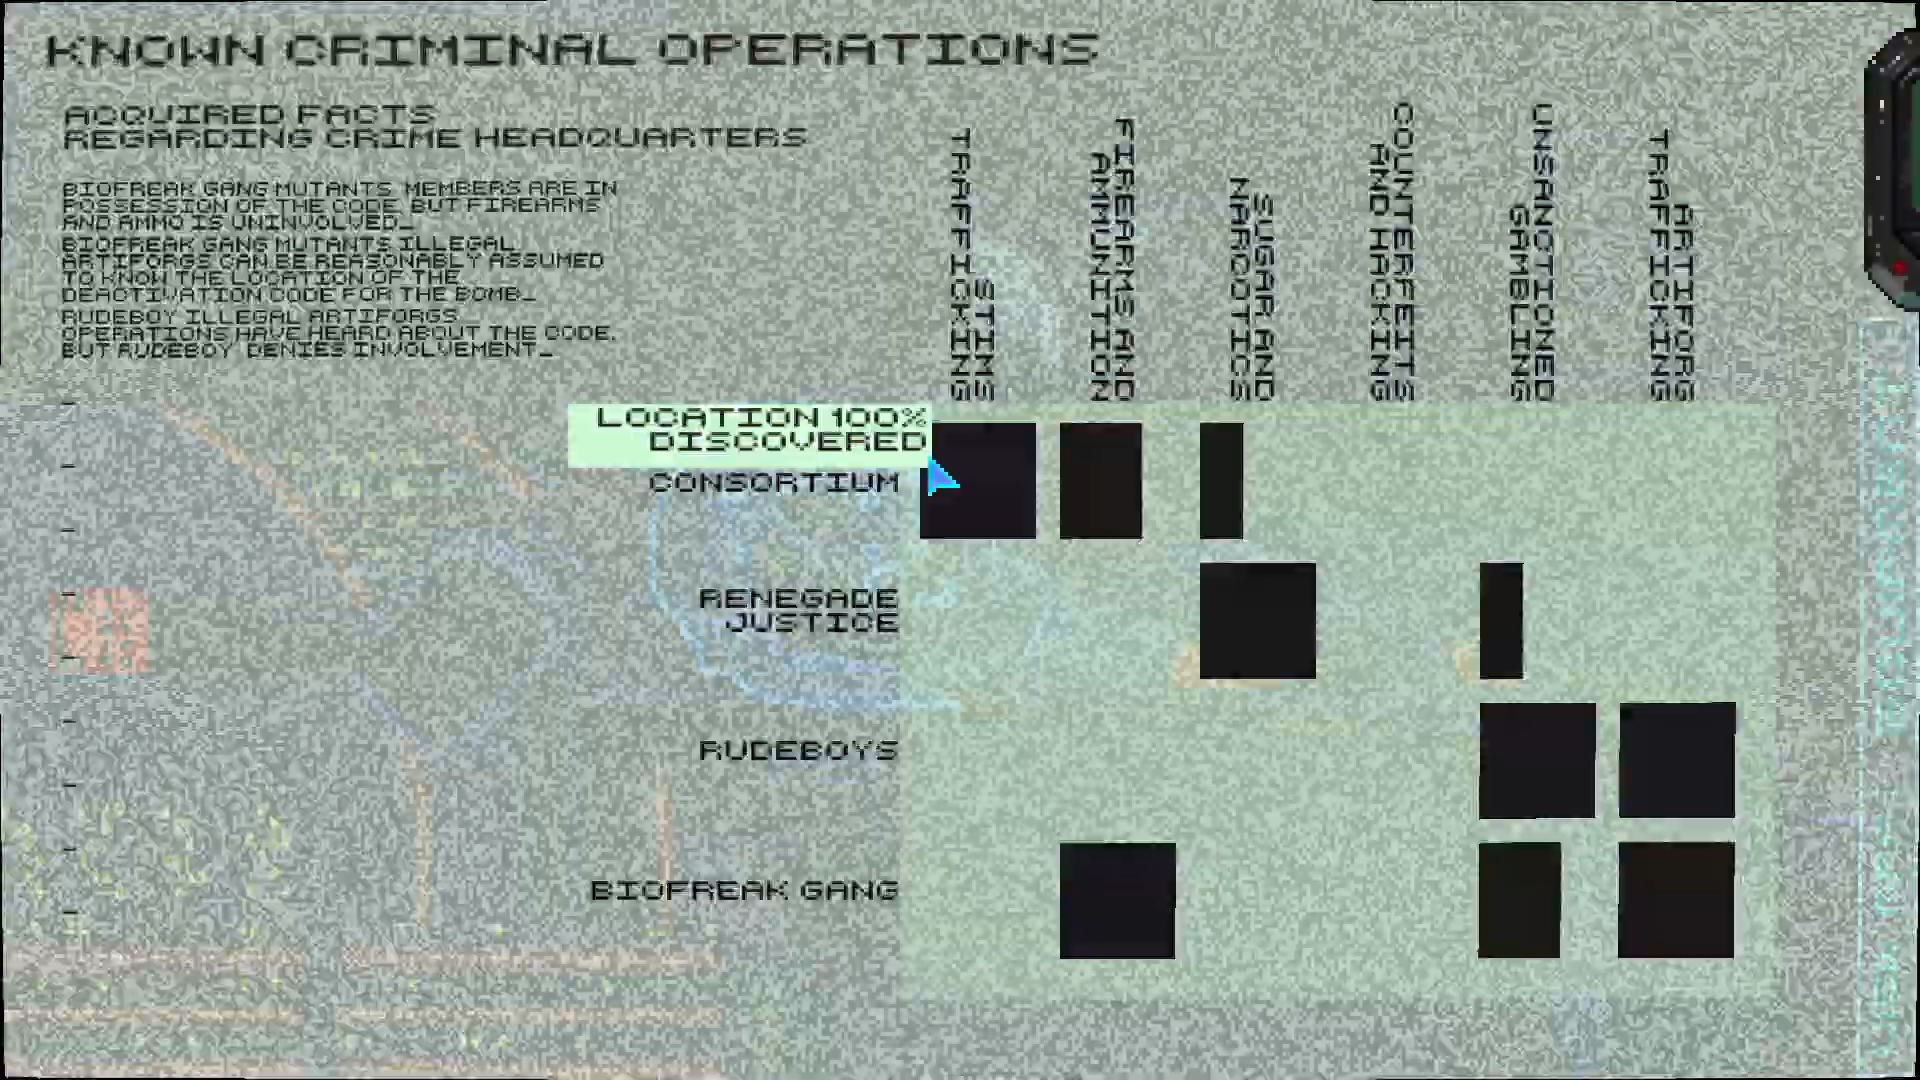 KNOWN CRIMINAL OPERATIONS
ACQUIRED FACTS
REGARDING CRIME HEADQUARTERS
BIOFREAK GANG MUTANTS MEMBERS ARE IN
POSSESSION OF THE CODE, BUT FIREARMS
AND AMMO IS UNINVOLVED_
BIOFREAK GANG MUTANTS ILLEGAL
ARTIFORGS CAN BE REASONABLY ASSUMED
TO KNOW THE LOCATION OF THE
DEACTIVATION CODE FOR THE BOMB_
RUDEBOY ILLEGAL ARTIFORGS
OPERATIONS HAVE HEARD ABOUT THE CODE,
BUT RUDEBOY DENIES INVOLVEMENT_
STIMS
TRAFFICKING
FIREARMS AND
AMMUNITION
SUGAR AND
NARCOTICS
COUNTERFEITS
AND HACKING
UNSANCTIONED
GAMBLING
ARTIFORG
TRAFFICKING
LOCATION 100%
DISCOVERED
CONSORTIUM
RENEGADE
JUSTICE
RUDEBOYS
BIOFREAK GANG